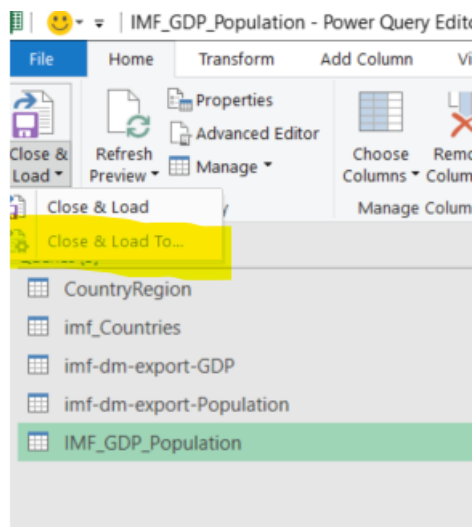 IMF_GDP_Population - Power Query Edito
File Home Transform Add Column Vi
Properties
Advanced Editor
Manage
Close & Load
Refresh Preview
Choose Columns
Remo Colum
Close & Load
Manage Colum
Close & Load To...
CountryRegion
imf_Countries
imf-dm-export-GDP
imf-dm-export-Population
IMF_GDP_Population